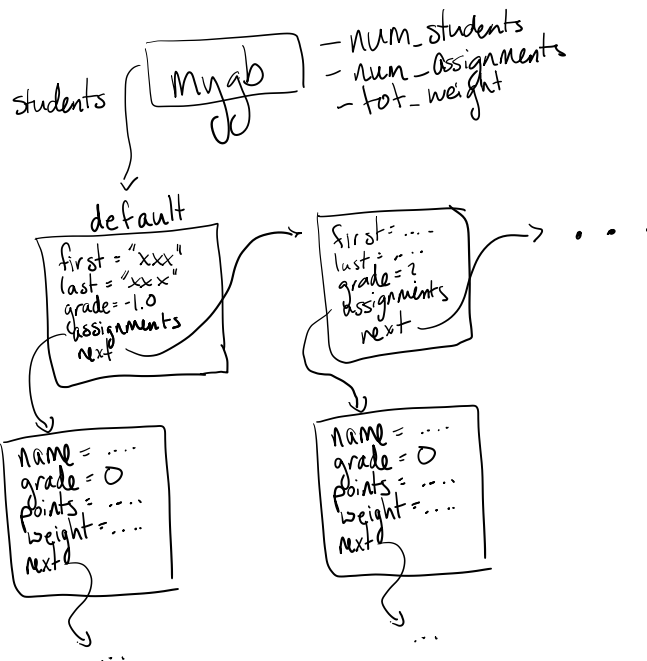 mygb
- num_students
- num_assignments
- tot_weight
students
default
first = "xxx"
last = "xxx"
grade = -1.0
assignments
next
first = ....
last = ....
grade = ?
assignments
next
...
name = ....
grade = 0
points = ....
weight = ....
next
...
name = ....
grade = 0
points = ....
weight = ....
next
...